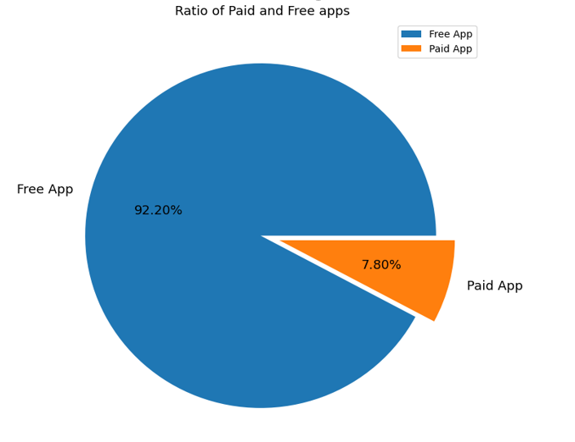 Ratio of Paid and Free apps
Free App
Paid App
Free App
92.20%
7.80%
Paid App